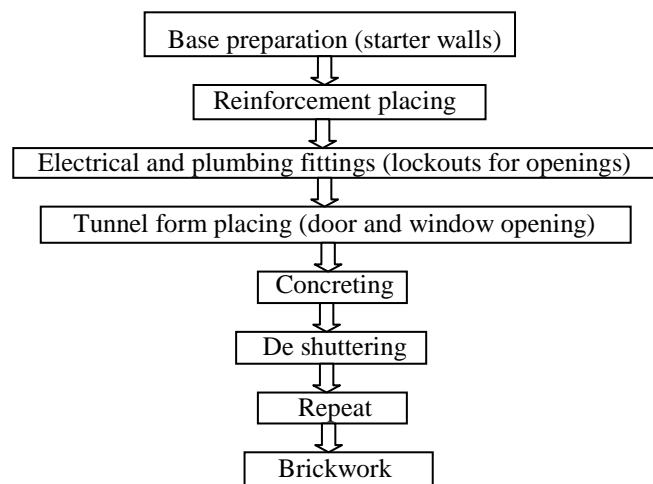 Base preparation (starter walls)
Reinforcement placing
Electrical and plumbing fittings (lockouts for openings)
Tunnel form placing (door and window opening)
Concreting
De shuttering
Repeat
Brickwork